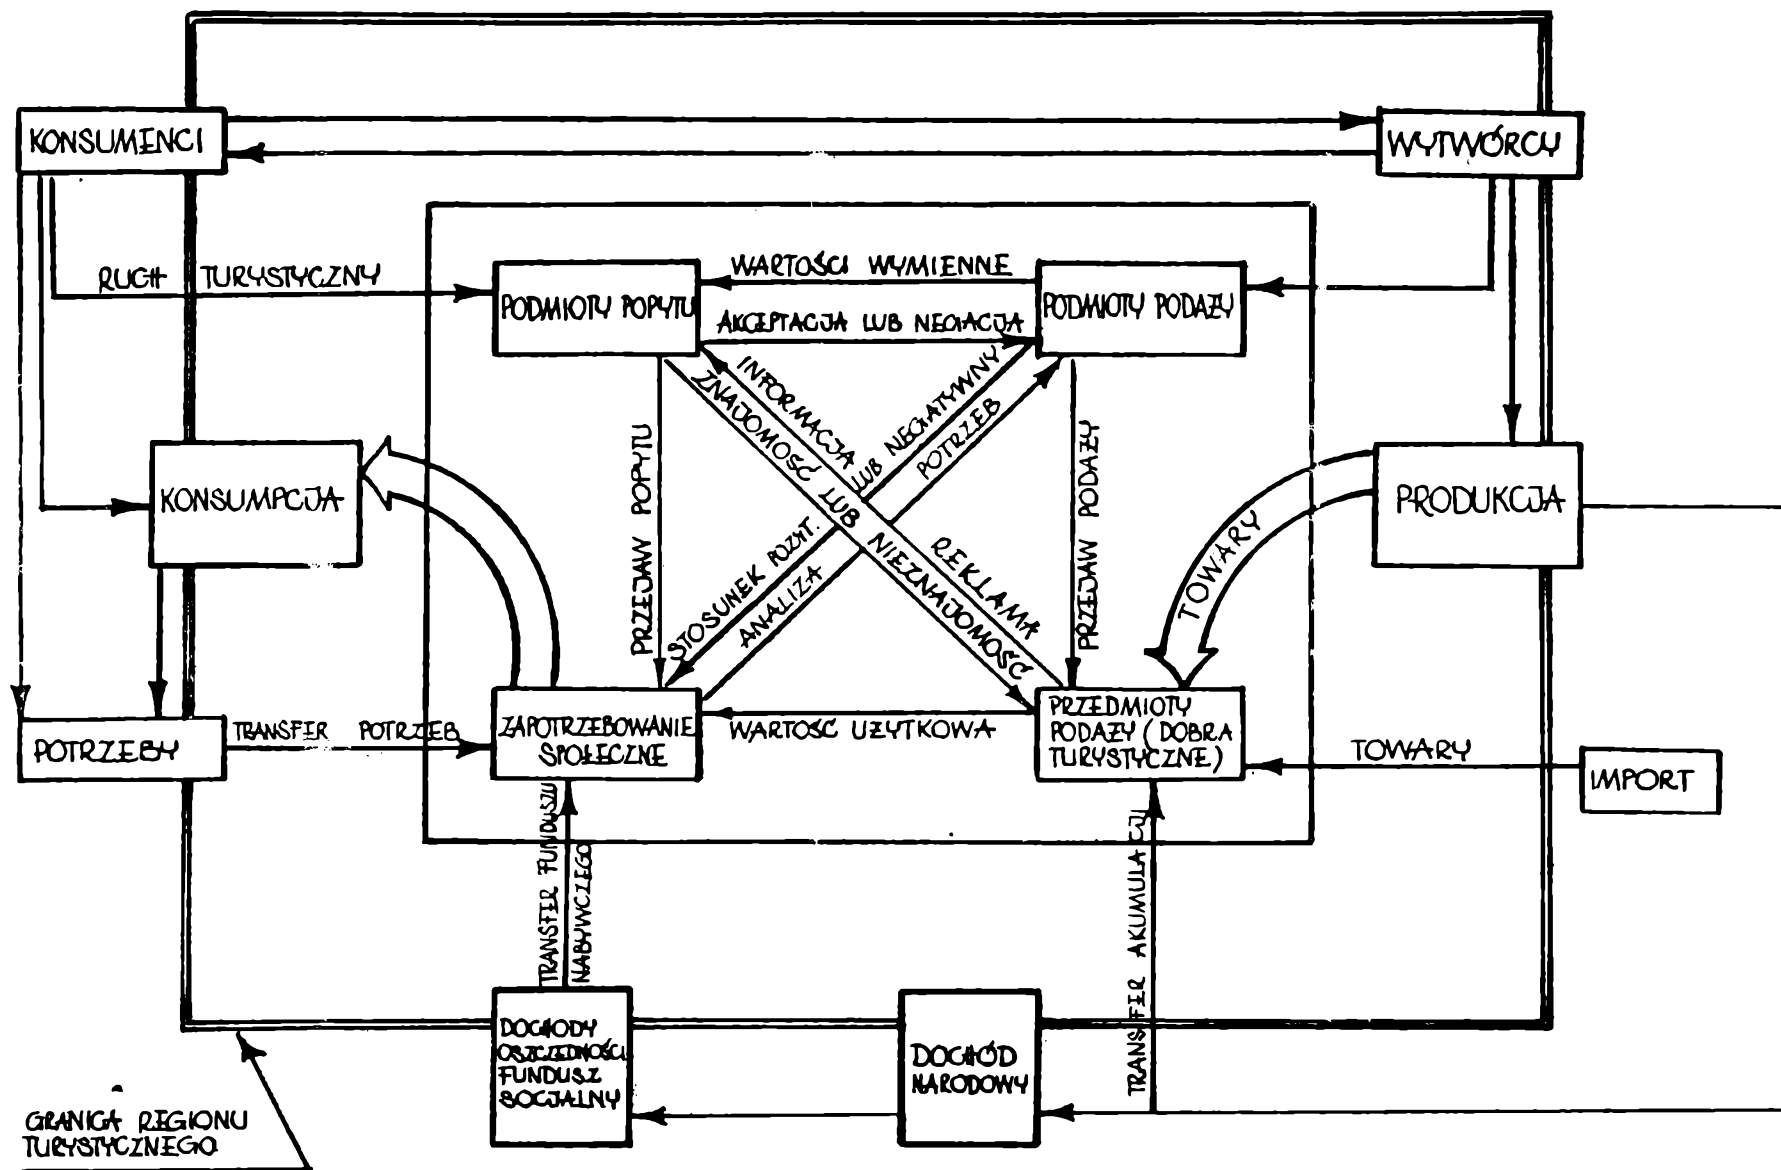 KONSUMENCI
WYTWÓRCY
RUCH TURYSTYCZNY
PODMIOTY POPYTU
WARTOŚCI WYMIENNE
AKCEPTACJA LUB NEGACJA
PODMIOTY PODAŻY
INFORMACJA REKLAMA
ZNAJOMOŚĆ LUB NIEZNAJOMOŚĆ
STOSUNEK POZYT. LUB NEGATYWNY
ANALIZA POTRZEB
PRZEJAW POPYTU
PRZEJAW PODAŻY
KONSUMPCJA
PRODUKCJA
TOWARY
POTRZEBY
TRANSFER POTRZEB
ZAPOTRZEBOWANIE
SPOŁECZNE
WARTOŚĆ UŻYTKOWA
PRZEDMIOTY
PODAŻY (DOBRA
TURYSTYCZNE)
TOWARY
IMPORT
TRANSFER FUNDUSZU
NABYWCZEGO
TRANSFER AKUMULACJI
DOCHODY
OSZCZĘDNOŚCI
FUNDUSZ
SOCJALNY
DOCHÓD
NARODOWY
GRANICA REGIONU
TURYSTYCZNEGO